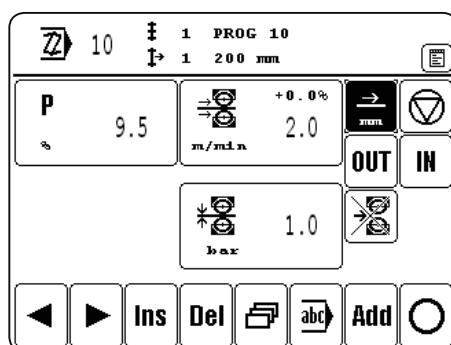 10
1 PROG 10
1 200 mm
P
9.5
%
+0.0%
2.0
m/min
mm
OUT
IN
1.0
bar
Ins
Del
abc
Add